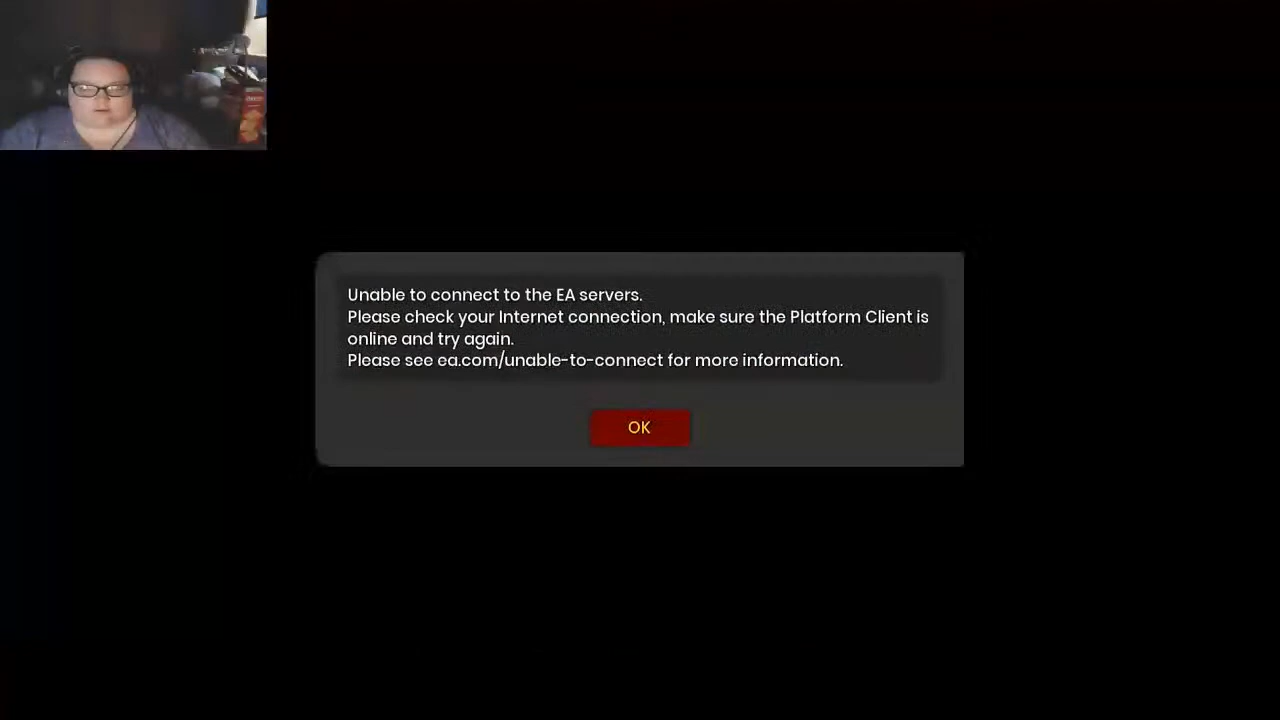 Unable to connect to the EA servers.
Please check your Internet connection, make sure the Platform Client is
online and try again.
Please see ea.com/unable-to-connect for more information.
OK